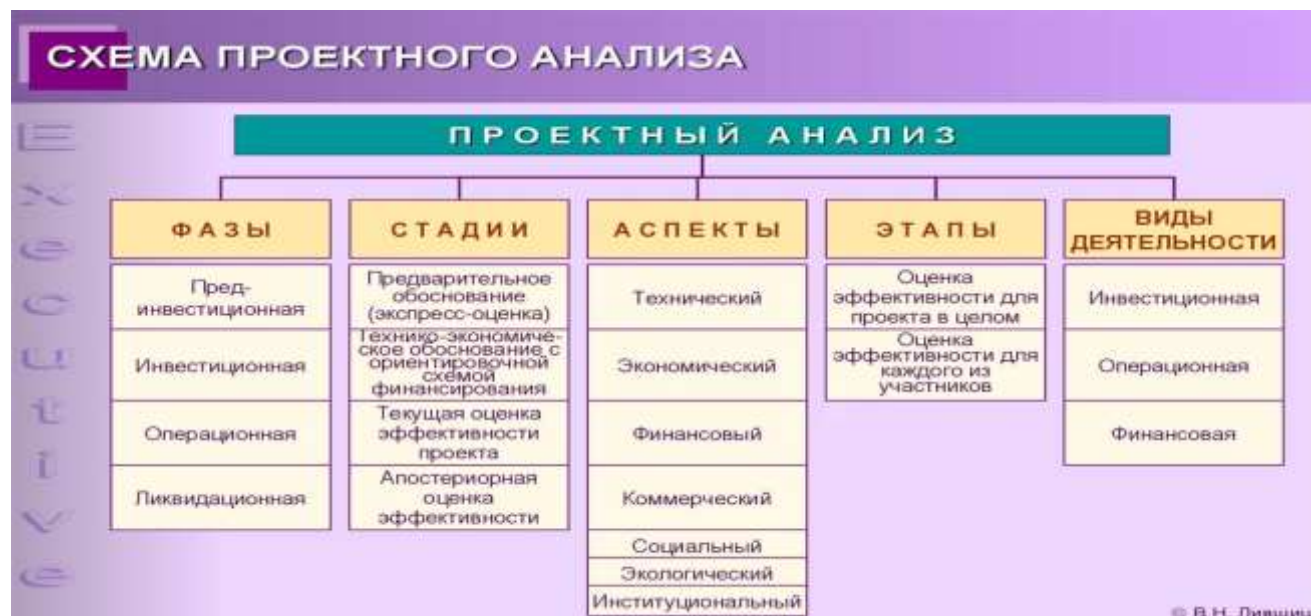 СХЕМА ПРОЕКТНОГО АНАЛИЗА
ПРОЕКТНЫЙ АНАЛИЗ
ФАЗЫ
Пред-
инвестиционная
Инвестиционная
Операционная
Ликвидационная
СТАДИИ
Предварительное
обоснование
(экспресс-оценка)
Технико-экономиче-
ское обоснование с
ориентировочной
схемой
финансирования
Текущая оценка
эффективности
проекта
Апостериорная
оценка
эффективности
АСПЕКТЫ
Технический
Экономический
Финансовый
Коммерческий
Социальный
Экологический
Институциональный
ЭТАПЫ
Оценка
эффективности для
проекта в целом
Оценка
эффективности для
каждого из
участников
ВИДЫ
ДЕЯТЕЛЬНОСТИ
Инвестиционная
Операционная
Финансовая
© В.Н.